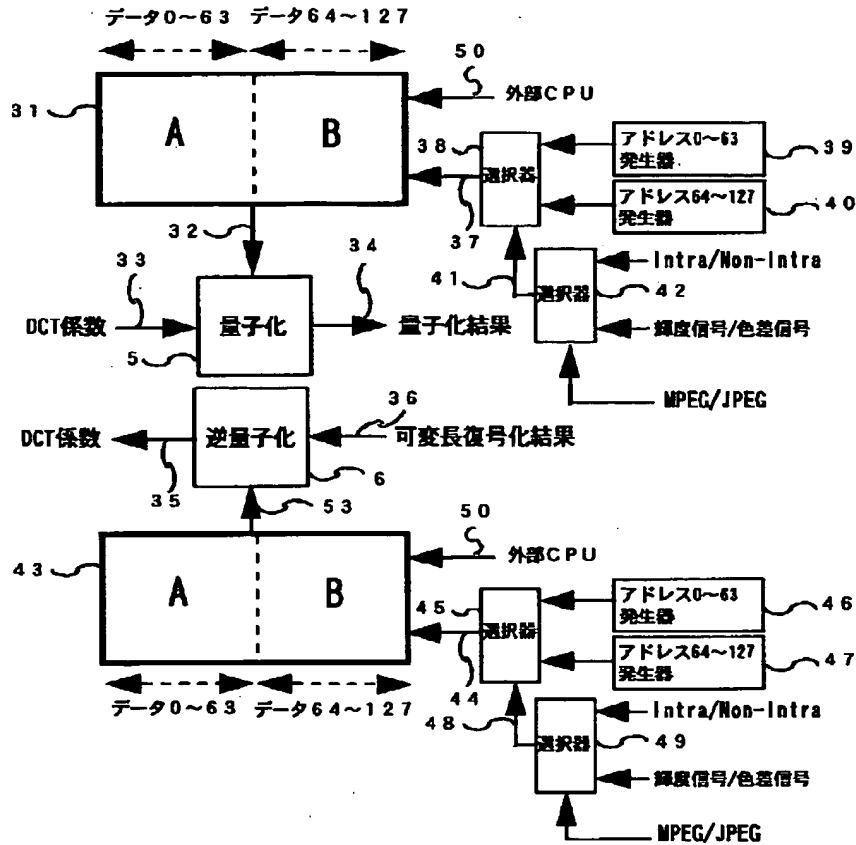 データ0~63 データ64~127
50
外部CPU
31
A
B
38
選択器
アドレス0~63
発生器
39
アドレス64~127
発生器
40
37
32
33
34
41
選択器
Intra/Non-Intra
42
輝度信号/色差信号
MPEG/JPEG
DCT係数
量子化
量子化結果
5
DCT係数
逆量子化
36
可変長復号化結果
35
6
53
50
外部CPU
43
A
B
45
選択器
アドレス0~63
発生器
46
アドレス64~127
発生器
47
44
データ0~63 データ64~127
48
選択器
Intra/Non-Intra
49
輝度信号/色差信号
MPEG/JPEG